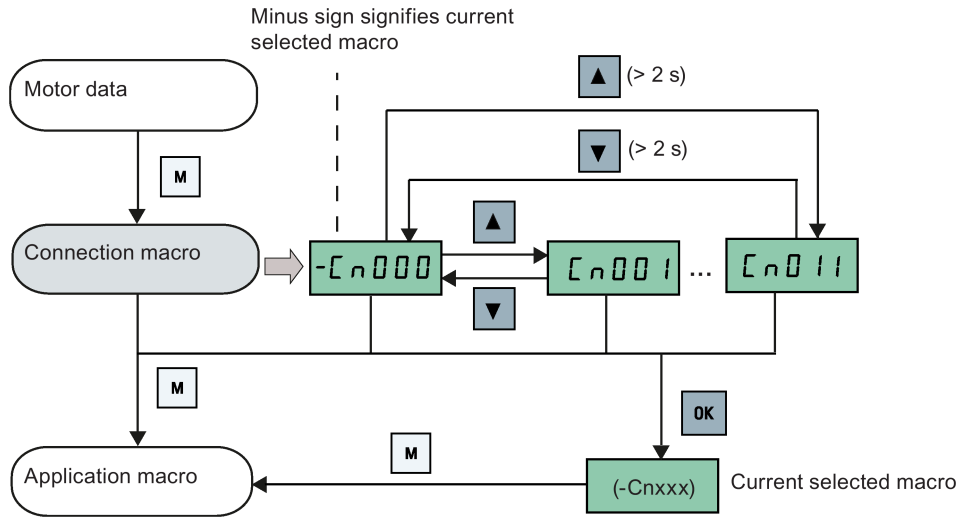 Minus sign signifies current
selected macro
▲ (> 2 s)
Motor data
▼ (> 2 s)
M
▲
Connection macro
-Cn000
Cn001
...
Cn011
▼
M
OK
M
Application macro
(-Cnxxx)
Current selected macro